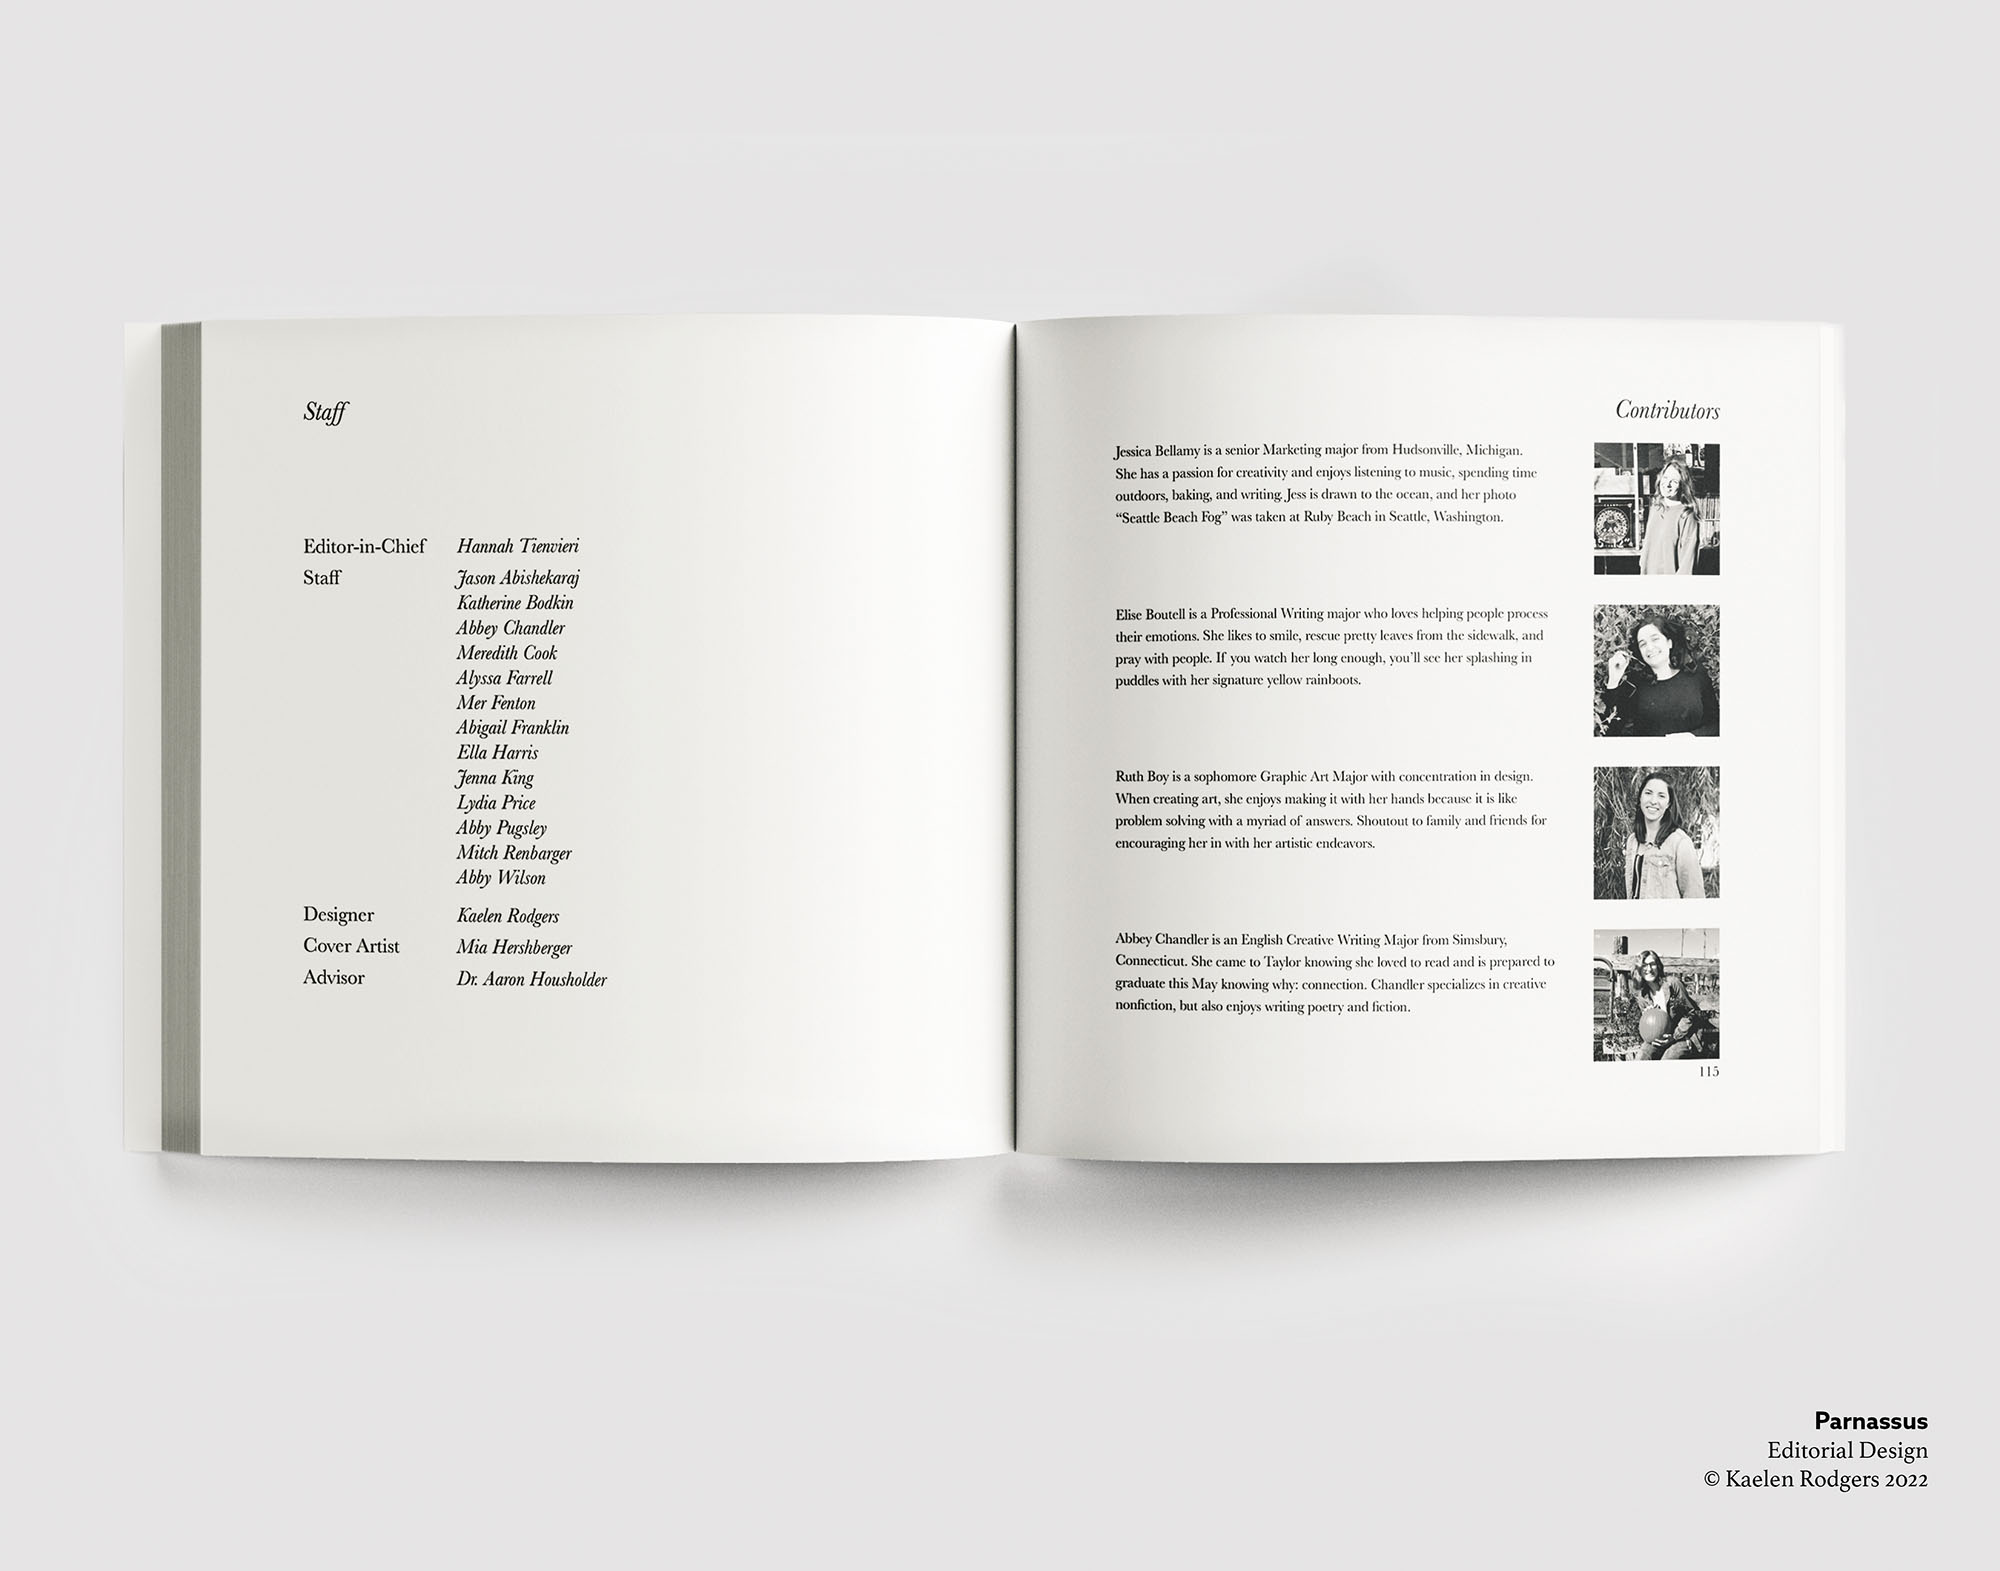 Staff
Editor-in-Chief Hannah Tienvieri
Staff Jason Abishekaraj
Katherine Bodkin
Abbey Chandler
Meredith Cook
Alyssa Farrell
Mer Fenton
Abigail Franklin
Ella Harris
Jenna King
Lydia Price
Abby Pugsley
Mitch Renbarger
Abby Wilson
Designer Kaelen Rodgers
Cover Artist Mia Hershberger
Advisor Dr. Aaron Housholder
Contributors
Jessica Bellamy is a senior Marketing major from Hudsonville, Michigan.
She has a passion for creativity and enjoys listening to music, spending time
outdoors, baking, and writing. Jess is drawn to the ocean, and her photo
“Seattle Beach Fog” was taken at Ruby Beach in Seattle, Washington.
Elise Boutell is a Professional Writing major who loves helping people process
their emotions. She likes to smile, rescue pretty leaves from the sidewalk, and
pray with people. If you watch her long enough, you’ll see her splashing in
puddles with her signature yellow rainboots.
Ruth Boy is a sophomore Graphic Art Major with concentration in design.
When creating art, she enjoys making it with her hands because it is like
problem solving with a myriad of answers. Shoutout to family and friends for
encouraging her in with her artistic endeavors.
Abbey Chandler is an English Creative Writing Major from Simsbury,
Connecticut. She came to Taylor knowing she loved to read and is prepared to
graduate this May knowing why: connection. Chandler specializes in creative
nonfiction, but also enjoys writing poetry and fiction.
115
Parnassus
Editorial Design
© Kaelen Rodgers 2022